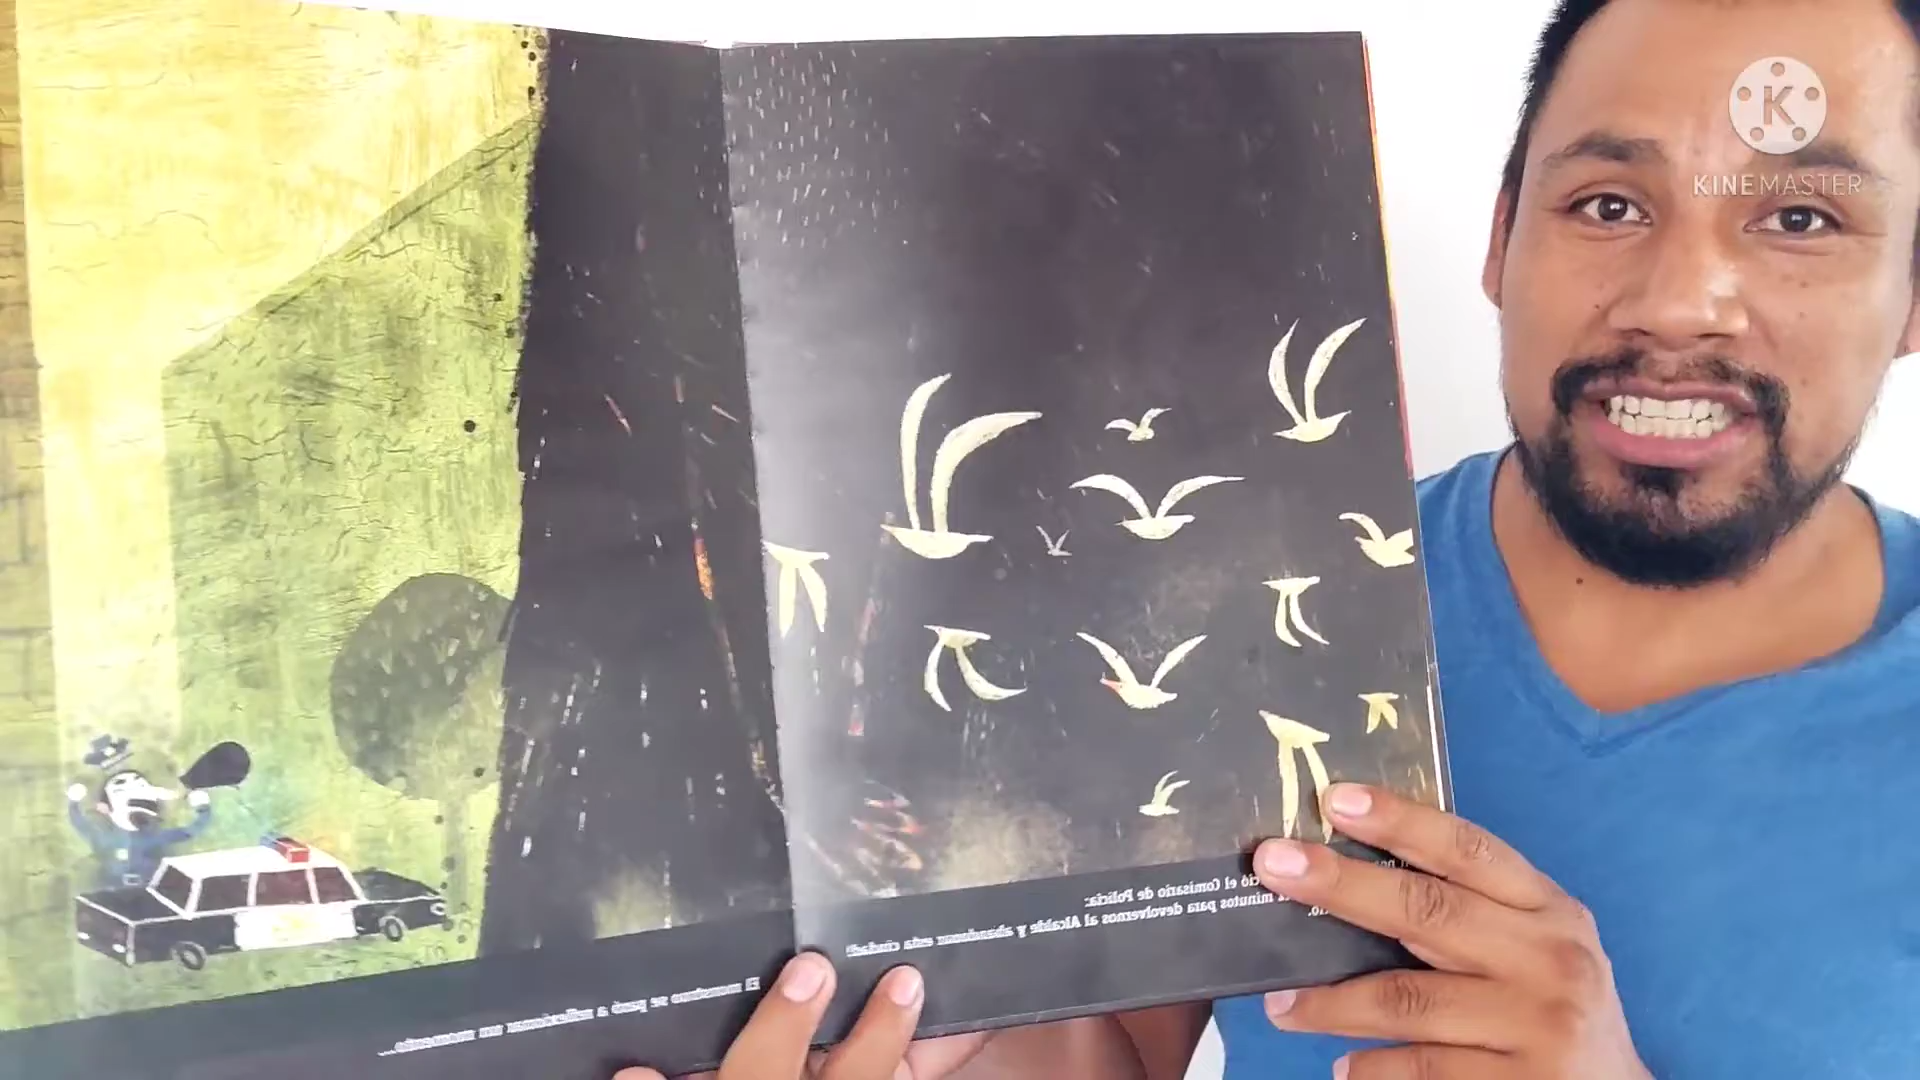 KINEMASTER
ció el Comisario de Policía:
minutos para devolvernos al Alcalde y abandonar esta ciudad!
El monstruo se paró a reflexionar un momento...